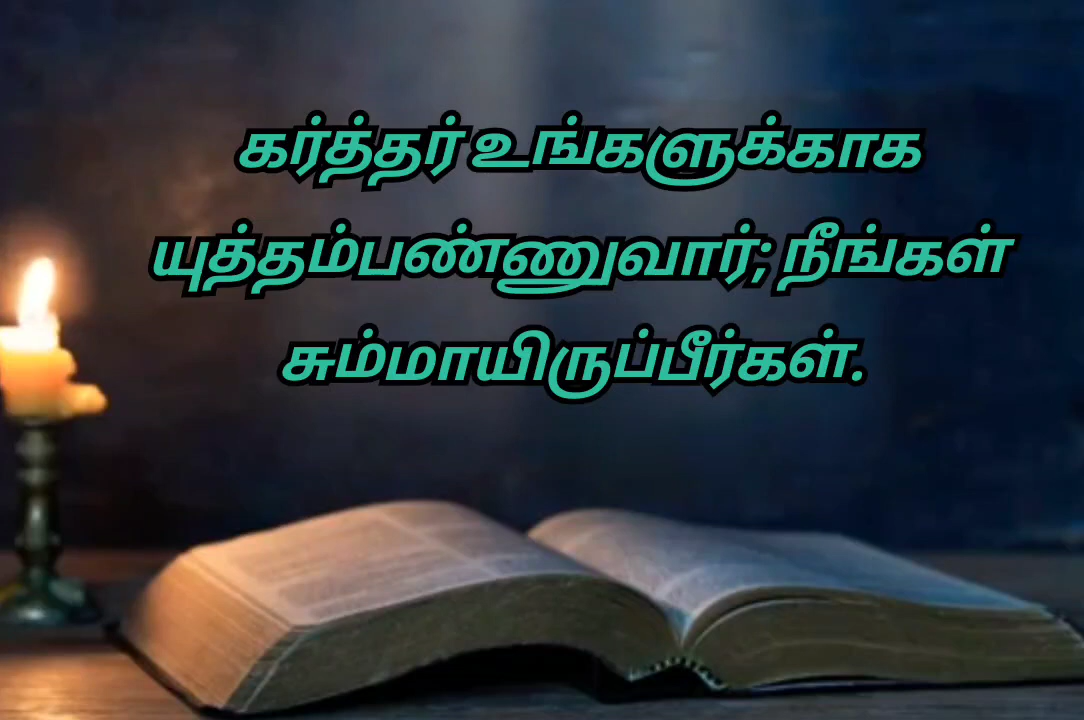 கர்த்தர் உங்களுக்காக
யுத்தம்பண்ணுவார்; நீங்கள்
சும்மாயிருப்பீர்கள்.